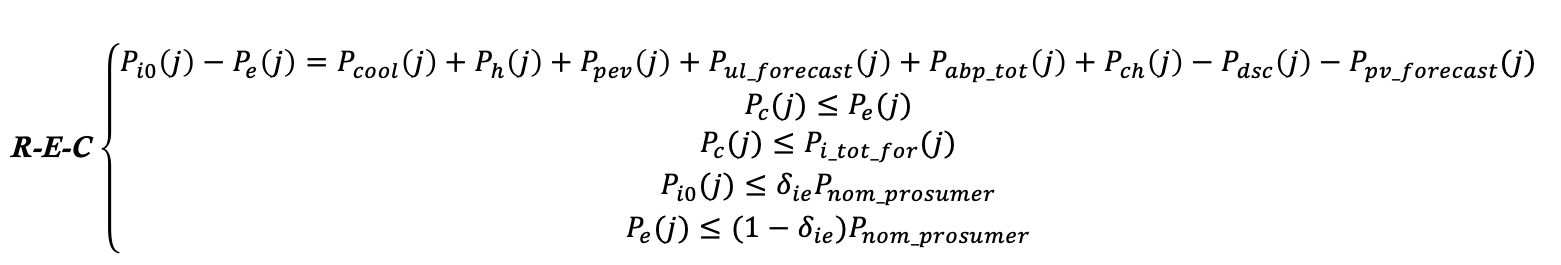 P_{i0}(j) − P_e(j) = P_{cool}(j) + P_h(j) + P_{pev}(j) + P_{ul_forecast}(j) + P_{abp_tot}(j) + P_{ch}(j) − P_{dsc}(j) − P_{pv_forecast}(j)
P_c(j) ≤ P_e(j)
R-E-C
P_c(j) ≤ P_{i_tot_for}(j)
P_{i0}(j) ≤ δ_{ie}P_{nom_prosumer}
P_e(j) ≤ (1 − δ_{ie})P_{nom_prosumer}